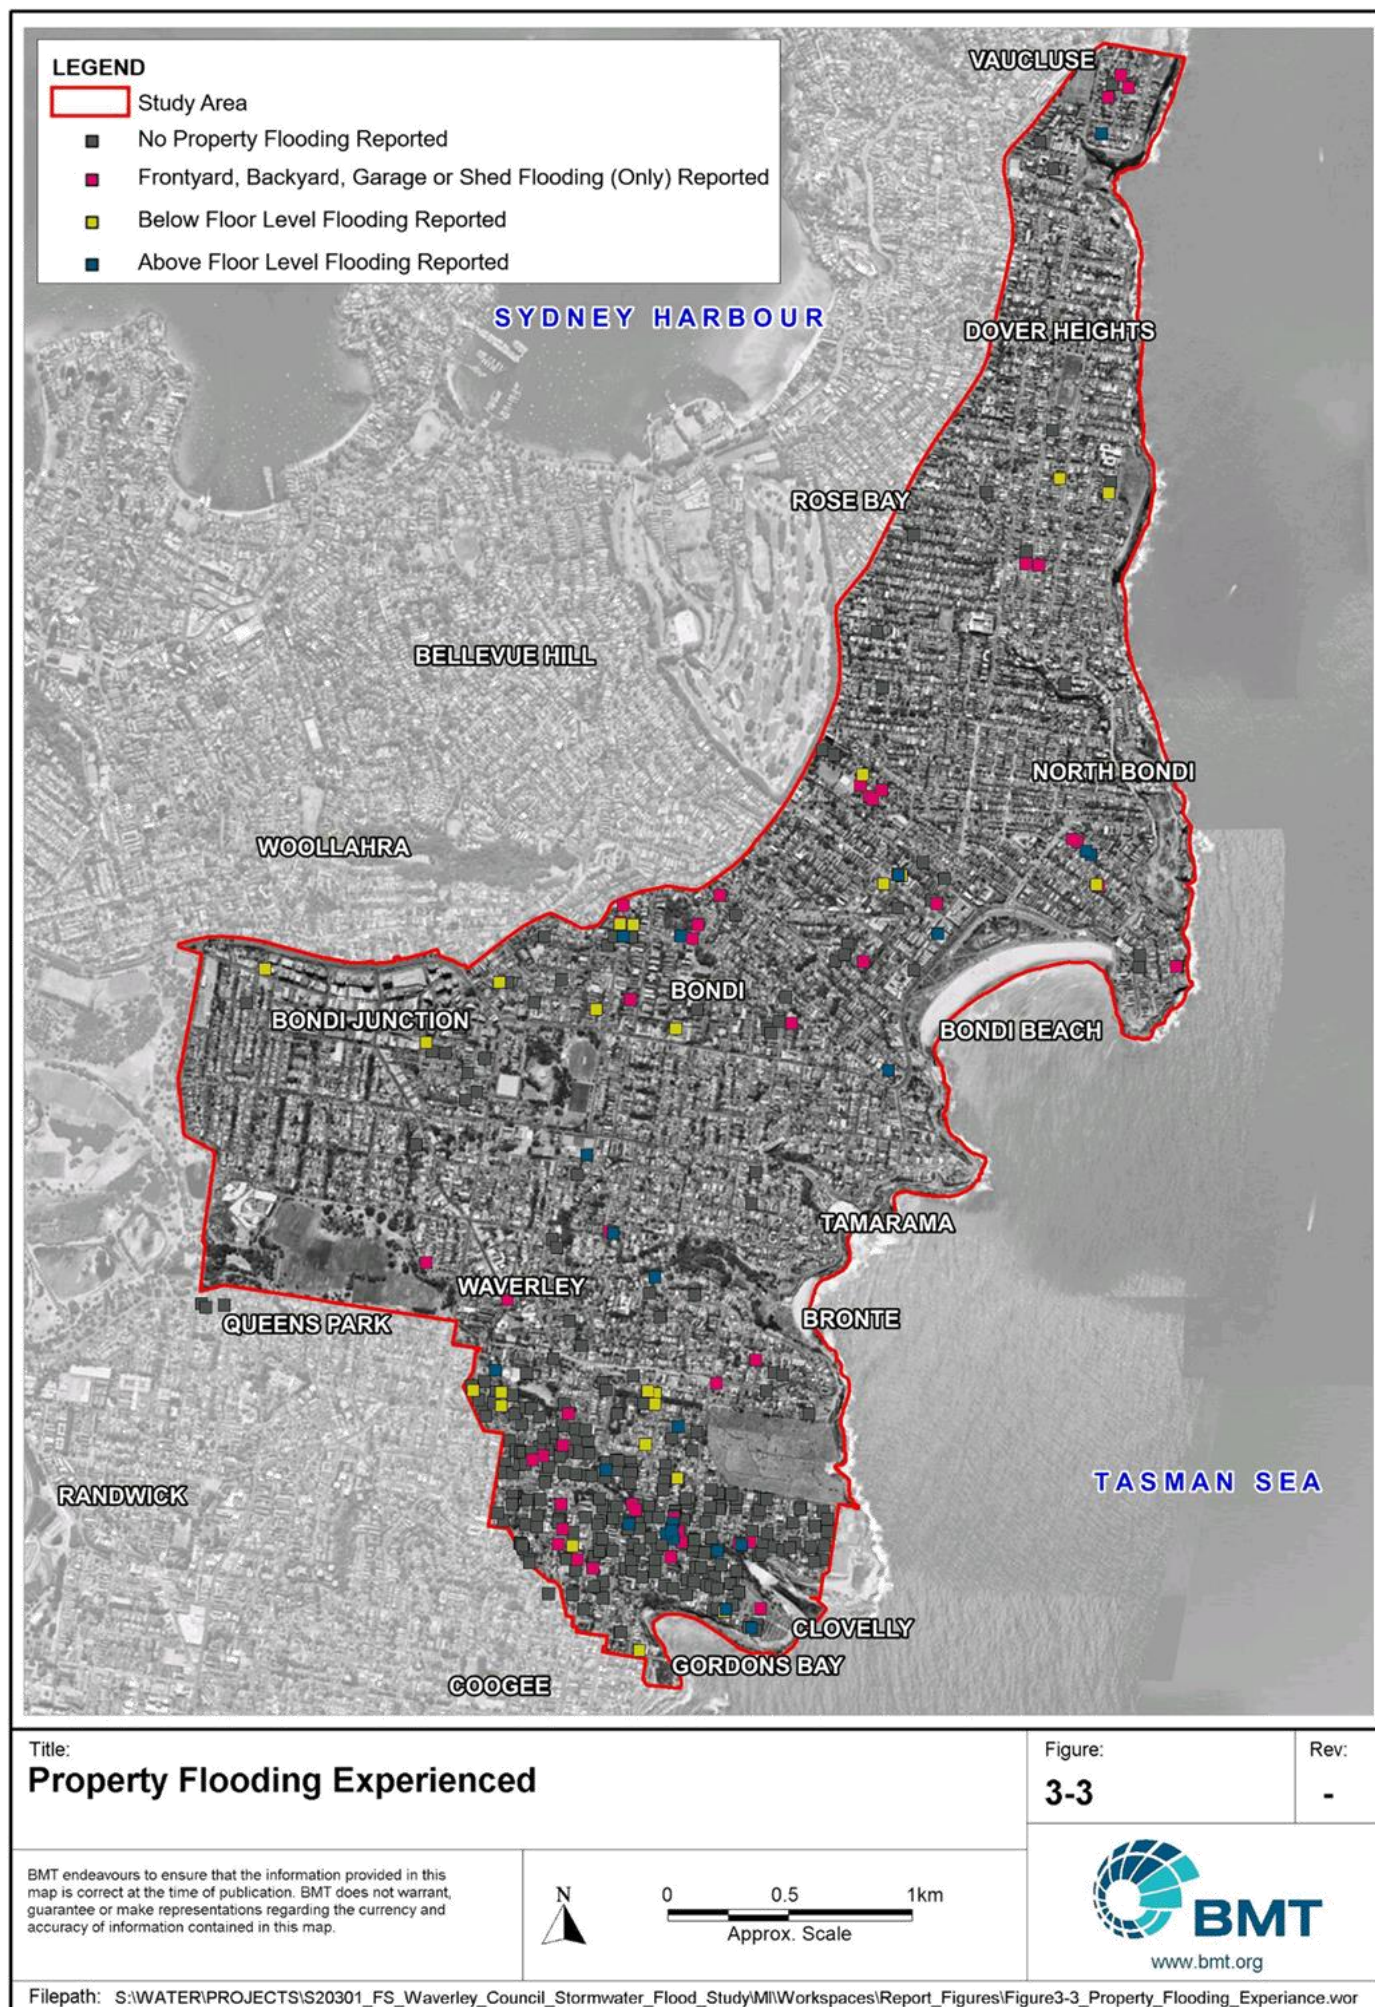 LEGEND
Study Area
No Property Flooding Reported
Frontyard, Backyard, Garage or Shed Flooding (Only) Reported
Below Floor Level Flooding Reported
Above Floor Level Flooding Reported
VAUCLUSE
SYDNEY HARBOUR
DOVER HEIGHTS
ROSE BAY
BELLEVUE HILL
NORTH BONDI
WOOLLAHRA
BONDI
BONDI JUNCTION
BONDI BEACH
TAMARAMA
WAVERLEY
BRONTE
QUEENS PARK
TASMAN SEA
RANDWICK
CLOVELLY
GORDONS BAY
COOGEE
Title:
Property Flooding Experienced
Figure:
3-3
Rev:
-
BMT endeavours to ensure that the information provided in this
map is correct at the time of publication. BMT does not warrant,
guarantee or make representations regarding the currency and
accuracy of information contained in this map.
N
0 0.5 1km
Approx. Scale
BMT
www.bmt.org
Filepath: S:\WATER\PROJECTS\S20301_FS_Waverley_Council_Stormwater_Flood_Study\MI\Workspaces\Report_Figures\Figure3-3_Property_Flooding_Experiance.wor